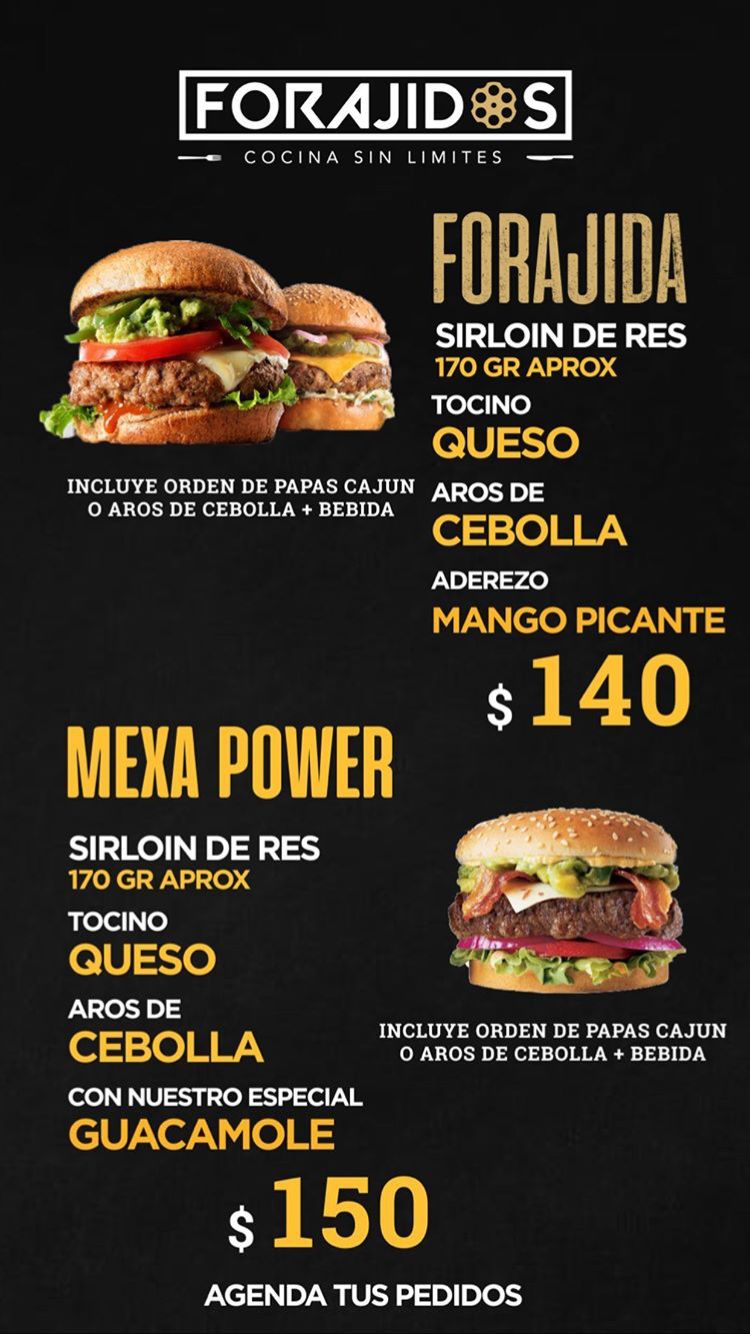 FORAJIDOS
COCINA SIN LIMITES
FORAJIDA
SIRLOIN DE RES
170 GR APROX
TOCINO
QUESO
AROS DE
CEBOLLA
ADEREZO
MANGO PICANTE
$ 140
INCLUYE ORDEN DE PAPAS CAJUN
O AROS DE CEBOLLA + BEBIDA
MEXA POWER
SIRLOIN DE RES
170 GR APROX
TOCINO
QUESO
AROS DE
CEBOLLA
CON NUESTRO ESPECIAL
GUACAMOLE
$ 150
INCLUYE ORDEN DE PAPAS CAJUN
O AROS DE CEBOLLA + BEBIDA
AGENDA TUS PEDIDOS